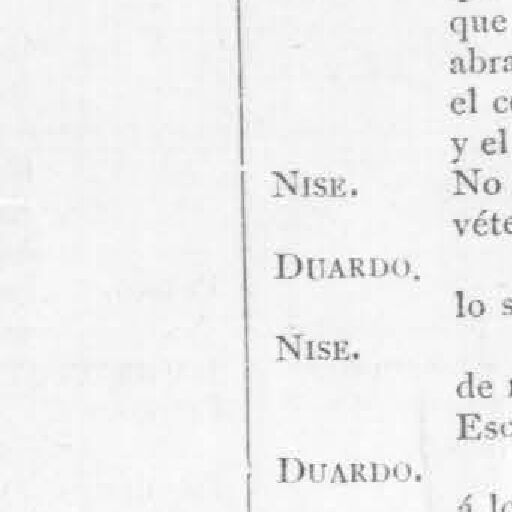 que
abra
el c
y el
NISE. No
véte
DUARDO.
lo s
NISE.
de
Esc
DUARDO.
á lo